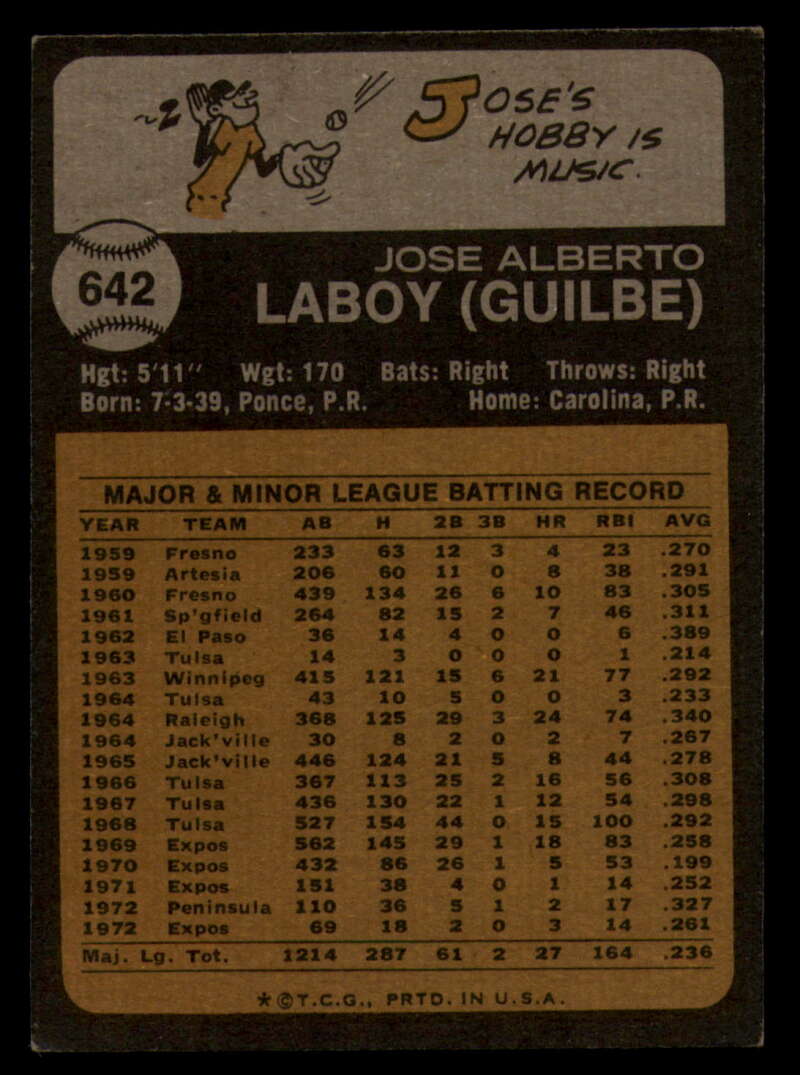 JOSE'S
HOBBY IS
MUSIC.
642
JOSE ALBERTO
LABOY (GUILBE)
Hgt: 5'11" Wgt: 170 Bats: Right Throws: Right
Born: 7-3-39, Ponce, P.R. Home: Carolina, P.R.
MAJOR & MINOR LEAGUE BATTING RECORD
YEAR TEAM AB H 2B 3B HR RBI AVG
1959 Fresno 233 63 12 3 4 23 .270
1959 Artesia 206 60 11 0 8 38 .291
1960 Fresno 439 134 26 6 10 83 .305
1961 Sp'gfield 264 82 15 2 7 46 .311
1962 El Paso 36 14 4 0 0 6 .389
1963 Tulsa 14 3 0 0 0 1 .214
1963 Winnipeg 415 121 15 6 21 77 .292
1964 Tulsa 43 10 5 0 0 3 .233
1964 Raleigh 368 125 29 3 24 74 .340
1964 Jack'ville 30 8 2 0 2 7 .267
1965 Jack'ville 446 124 21 5 8 44 .278
1966 Tulsa 367 113 25 2 16 56 .308
1967 Tulsa 436 130 22 1 12 54 .298
1968 Tulsa 527 154 44 0 15 100 .292
1969 Expos 562 145 29 1 18 83 .258
1970 Expos 432 86 26 1 5 53 .199
1971 Expos 151 38 4 0 1 14 .252
1972 Peninsula 110 36 5 1 2 17 .327
1972 Expos 69 18 2 0 3 14 .261
Maj. Lg. Tot. 1214 287 61 2 27 164 .236
★©T.C.G., PRTD. IN U.S.A.